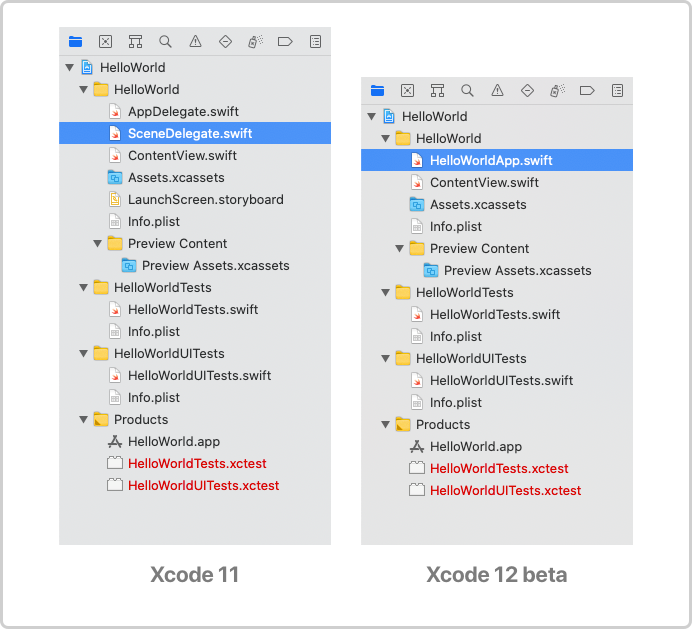 HelloWorld
HelloWorld
AppDelegate.swift
SceneDelegate.swift
ContentView.swift
Assets.xcassets
LaunchScreen.storyboard
Info.plist
Preview Content
Preview Assets.xcassets
HelloWorldTests
HelloWorldTests.swift
Info.plist
HelloWorldUITests
HelloWorldUITests.swift
Info.plist
Products
HelloWorld.app
HelloWorldTests.xctest
HelloWorldUITests.xctest
Xcode 11
HelloWorld
HelloWorld
HelloWorldApp.swift
ContentView.swift
Assets.xcassets
Info.plist
Preview Content
Preview Assets.xcassets
HelloWorldTests
HelloWorldTests.swift
Info.plist
HelloWorldUITests
HelloWorldUITests.swift
Info.plist
Products
HelloWorld.app
HelloWorldTests.xctest
HelloWorldUITests.xctest
Xcode 12 beta